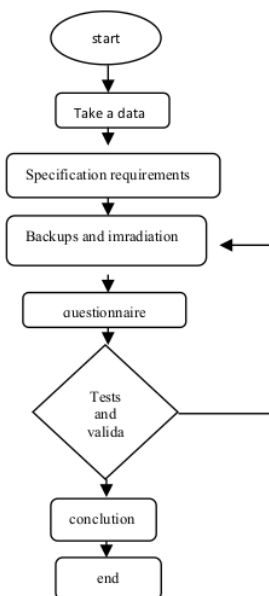 start
Take a data
Specification requirements
Backups and imradiation
questionnaire
Tests
and
valida
conclution
end